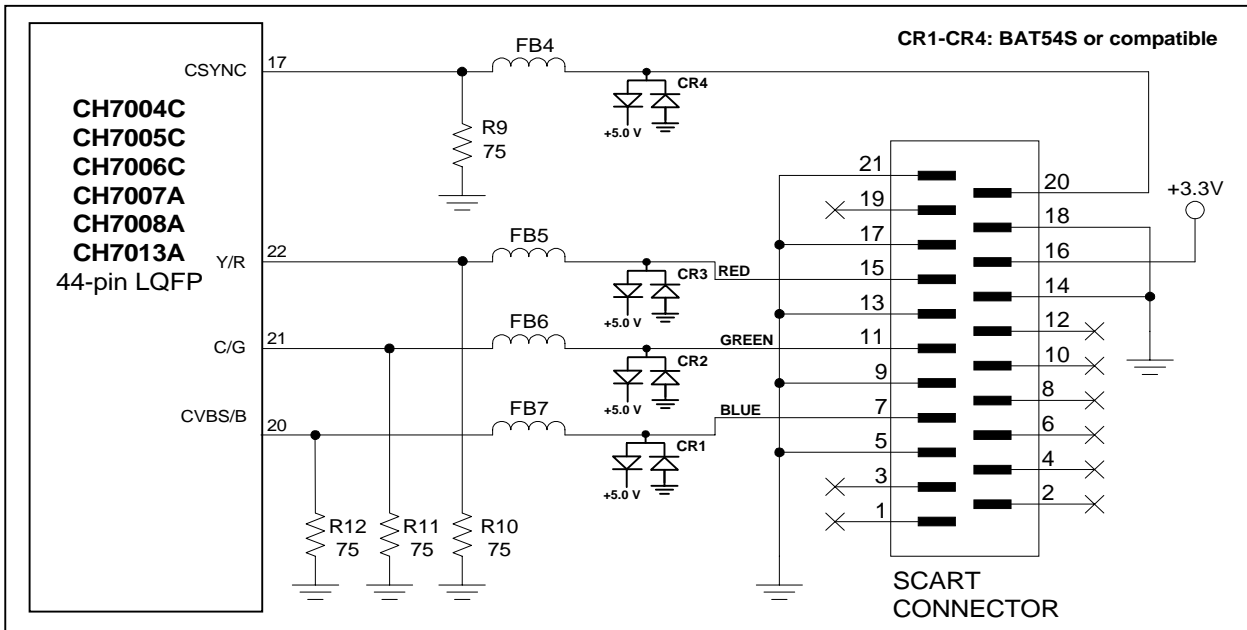 CR1-CR4: BAT54S or compatible
FB4
CSYNC
17
CR4
+5.0 V
CH7004C
CH7005C
CH7006C
CH7007A
CH7008A
CH7013A
44-pin LQFP
R9
75
21
20
19
18
+3.3V
17
16
15
14
13
12
11
10
9
8
7
6
5
4
3
2
1
Y/R
22
FB5
CR3
RED
+5.0 V
C/G
21
FB6
GREEN
CR2
+5.0 V
CVBS/B
20
FB7
BLUE
CR1
+5.0 V
R12
75
R11
75
R10
75
SCART
CONNECTOR